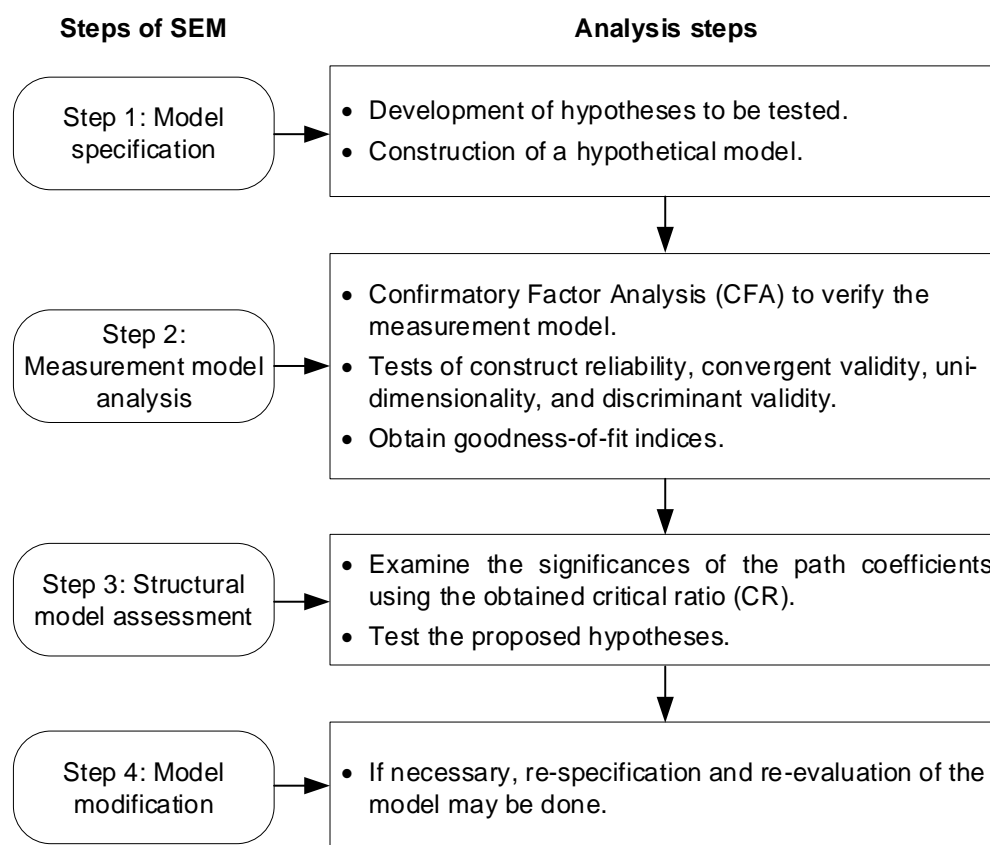 Steps of SEM
Analysis steps
Step 1: Model
specification
• Development of hypotheses to be tested.
• Construction of a hypothetical model.
Step 2:
Measurement model
analysis
• Confirmatory Factor Analysis (CFA) to verify the
measurement model.
• Tests of construct reliability, convergent validity, uni-
dimensionality, and discriminant validity.
• Obtain goodness-of-fit indices.
Step 3: Structural
model assessment
• Examine the significances of the path coefficients
using the obtained critical ratio (CR).
• Test the proposed hypotheses.
Step 4: Model
modification
• If necessary, re-specification and re-evaluation of the
model may be done.